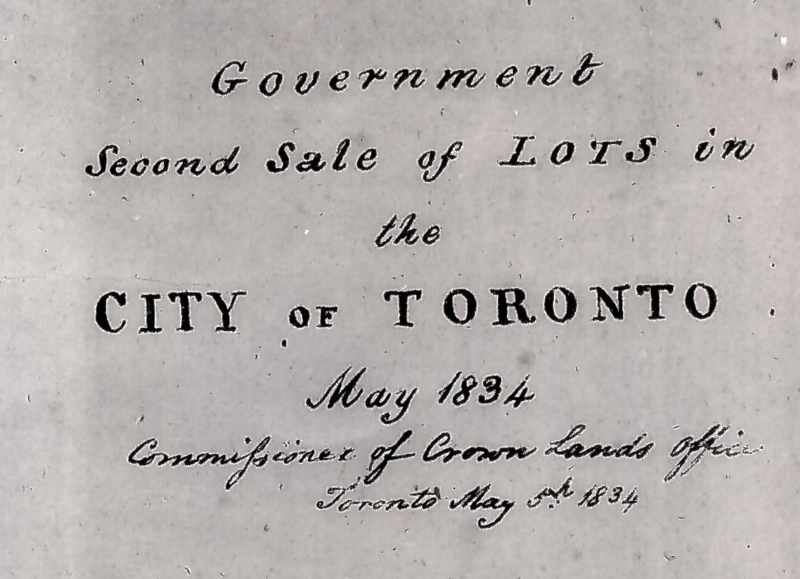 Government
Second Sale of LOTS in
the
CITY OF TORONTO
May 1834
Commiſsioner of Crown Lands Office
Toronto May 5th 1834